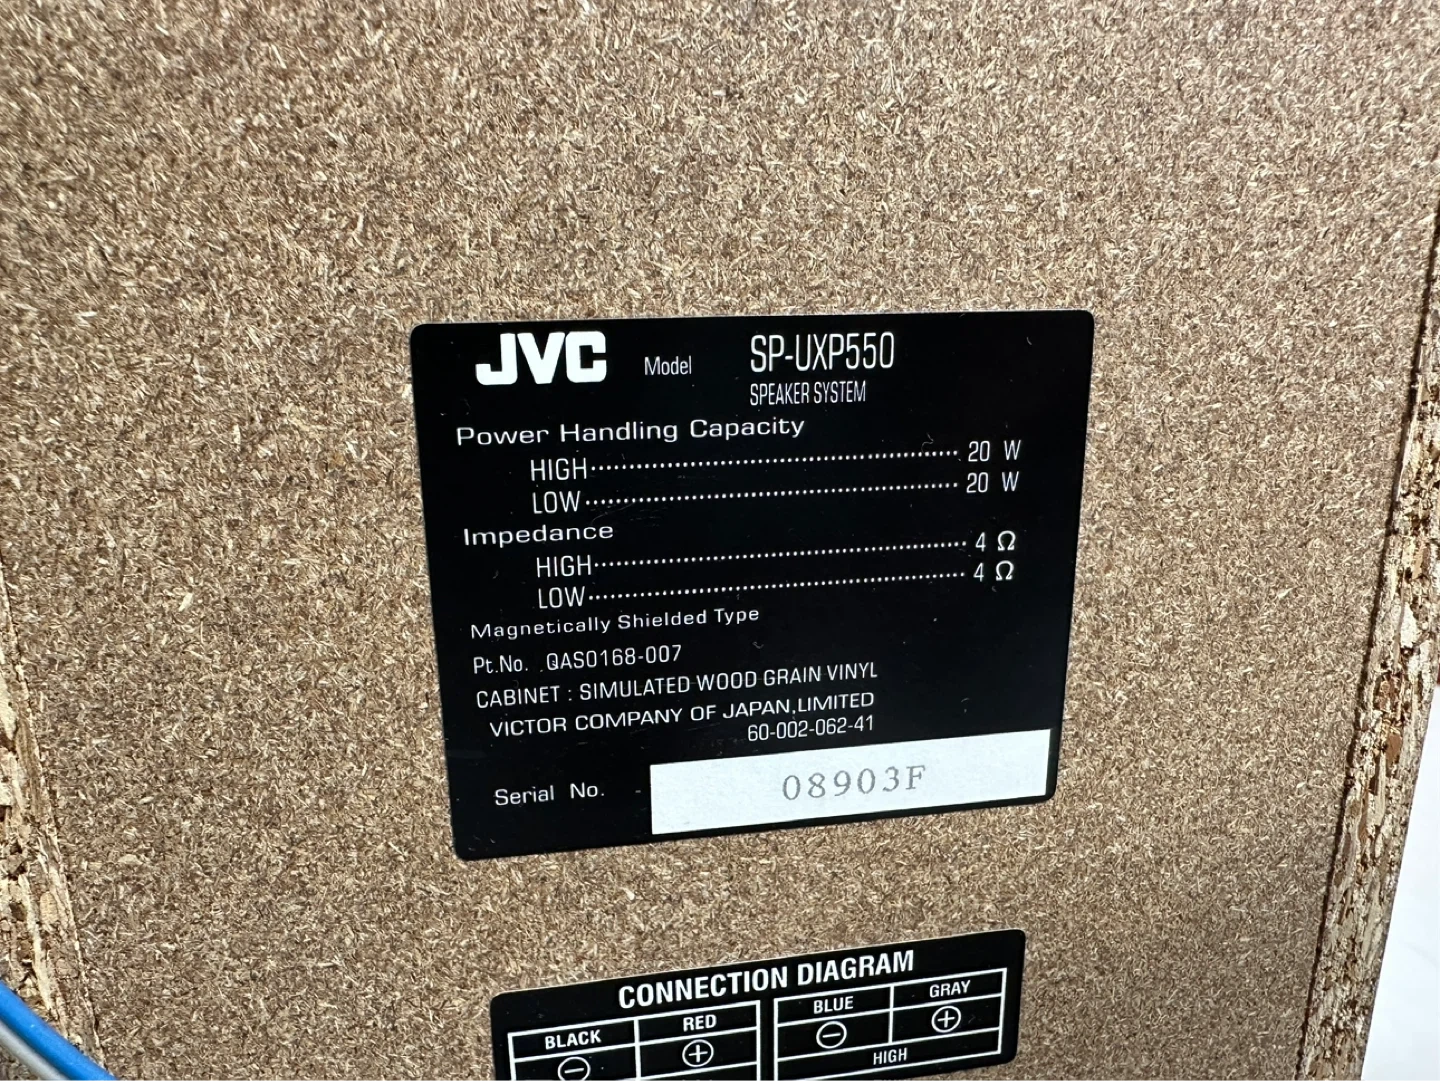 JVC Model SP-UXP550
SPEAKER SYSTEM
Power Handling Capacity
HIGH 20 W
LOW 20 W
Impedance
HIGH 4 Ω
LOW 4 Ω
Magnetically Shielded Type
Pt.No. QAS0168-007
CABINET : SIMULATED WOOD GRAIN VINYL
VICTOR COMPANY OF JAPAN,LIMITED
60-002-062-41
Serial No. 08903F
CONNECTION DIAGRAM
BLACK RED BLUE GRAY
⊖ ⊕ ⊖ ⊕
HIGH